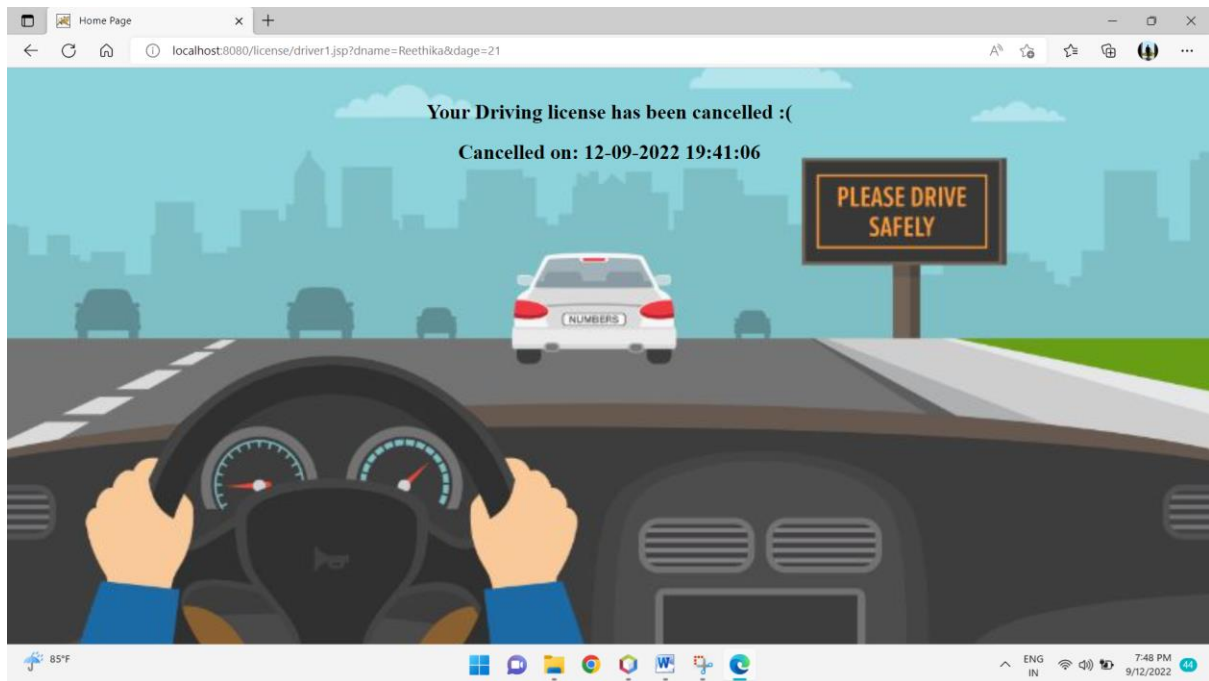 Home Page
localhost:8080/license/driver1.jsp?dname=Reethika&dage=21
Your Driving license has been cancelled :(
Cancelled on: 12-09-2022 19:41:06
PLEASE DRIVE
SAFELY
NUMBERS
85°F
ENG
IN
7:48 PM
9/12/2022
44